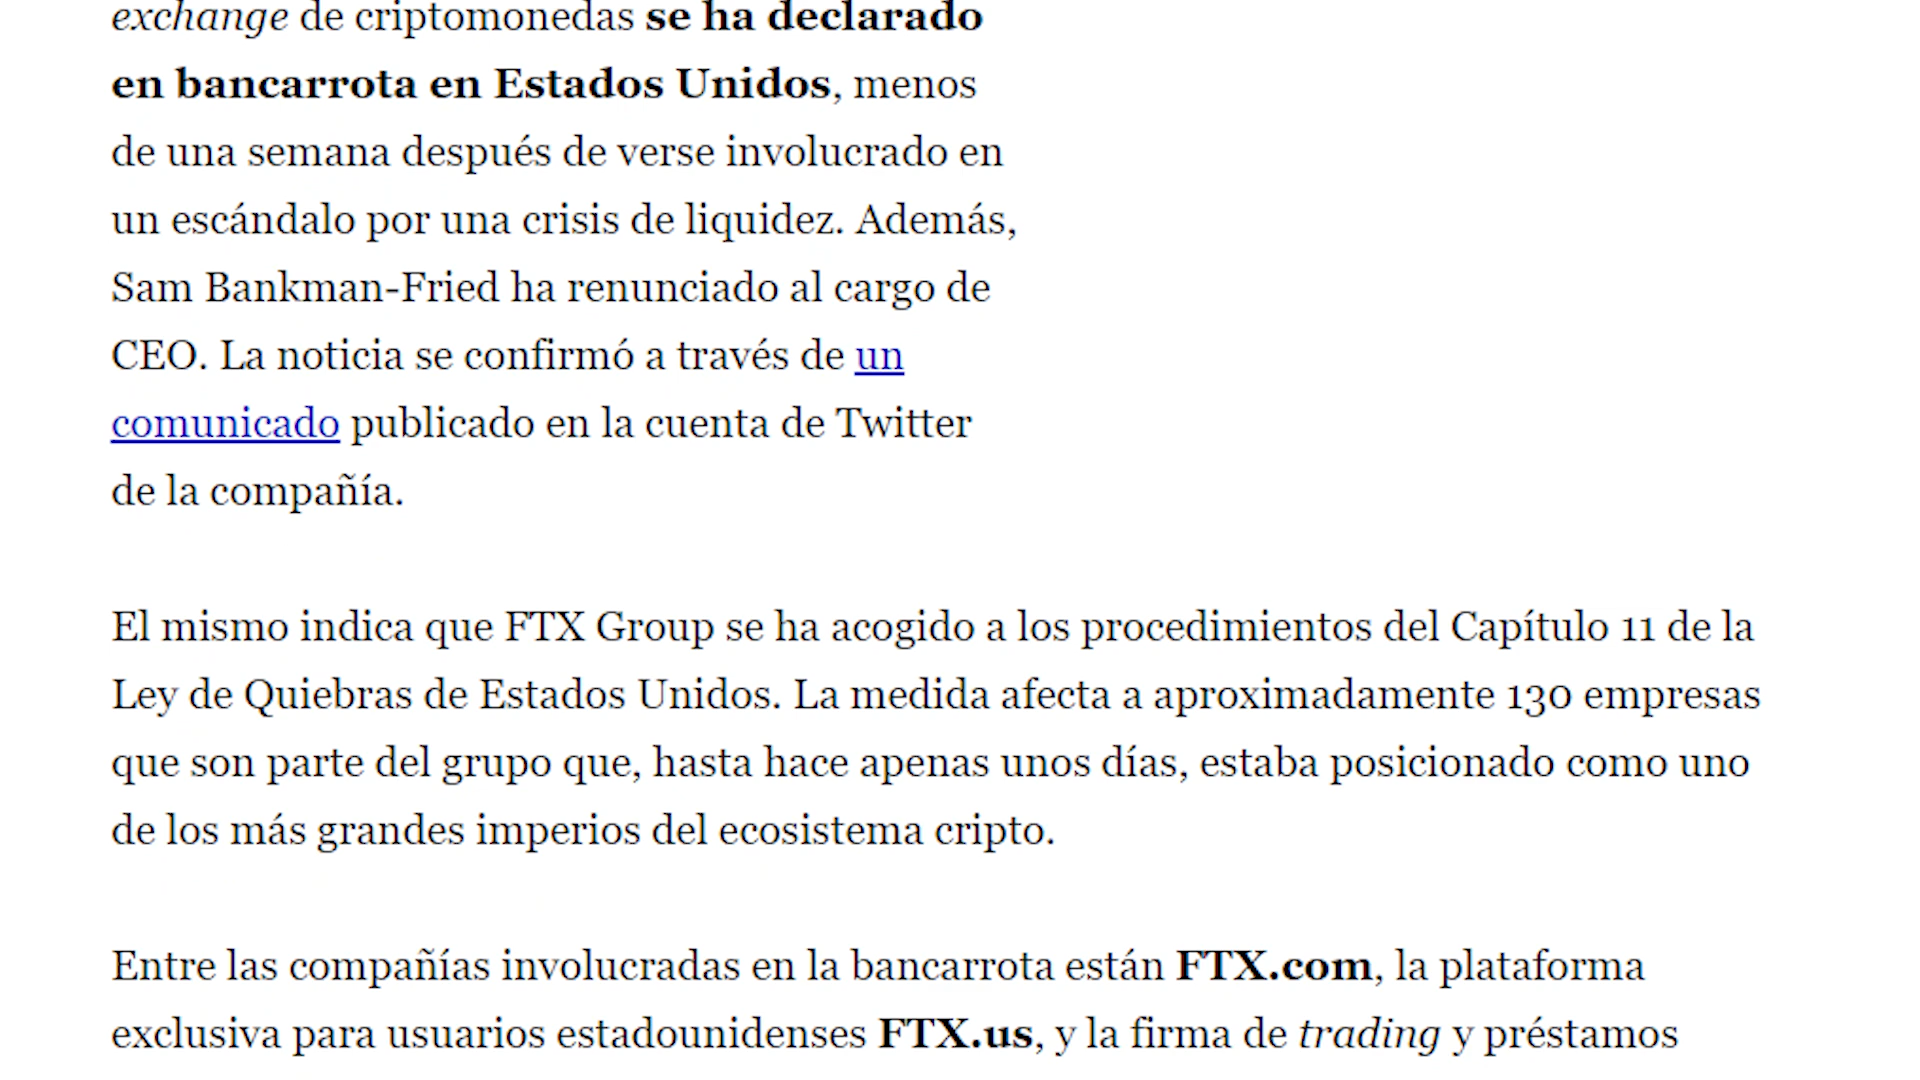 exchange de criptomonedas se ha declarado
en bancarrota en Estados Unidos, menos
de una semana después de verse involucrado en
un escándalo por una crisis de liquidez. Además,
Sam Bankman-Fried ha renunciado al cargo de
CEO. La noticia se confirmó a través de un
comunicado publicado en la cuenta de Twitter
de la compañía.
El mismo indica que FTX Group se ha acogido a los procedimientos del Capítulo 11 de la
Ley de Quiebras de Estados Unidos. La medida afecta a aproximadamente 130 empresas
que son parte del grupo que, hasta hace apenas unos días, estaba posicionado como uno
de los más grandes imperios del ecosistema cripto.
Entre las compañías involucradas en la bancarrota están FTX.com, la plataforma
exclusiva para usuarios estadounidenses FTX.us, y la firma de trading y préstamos